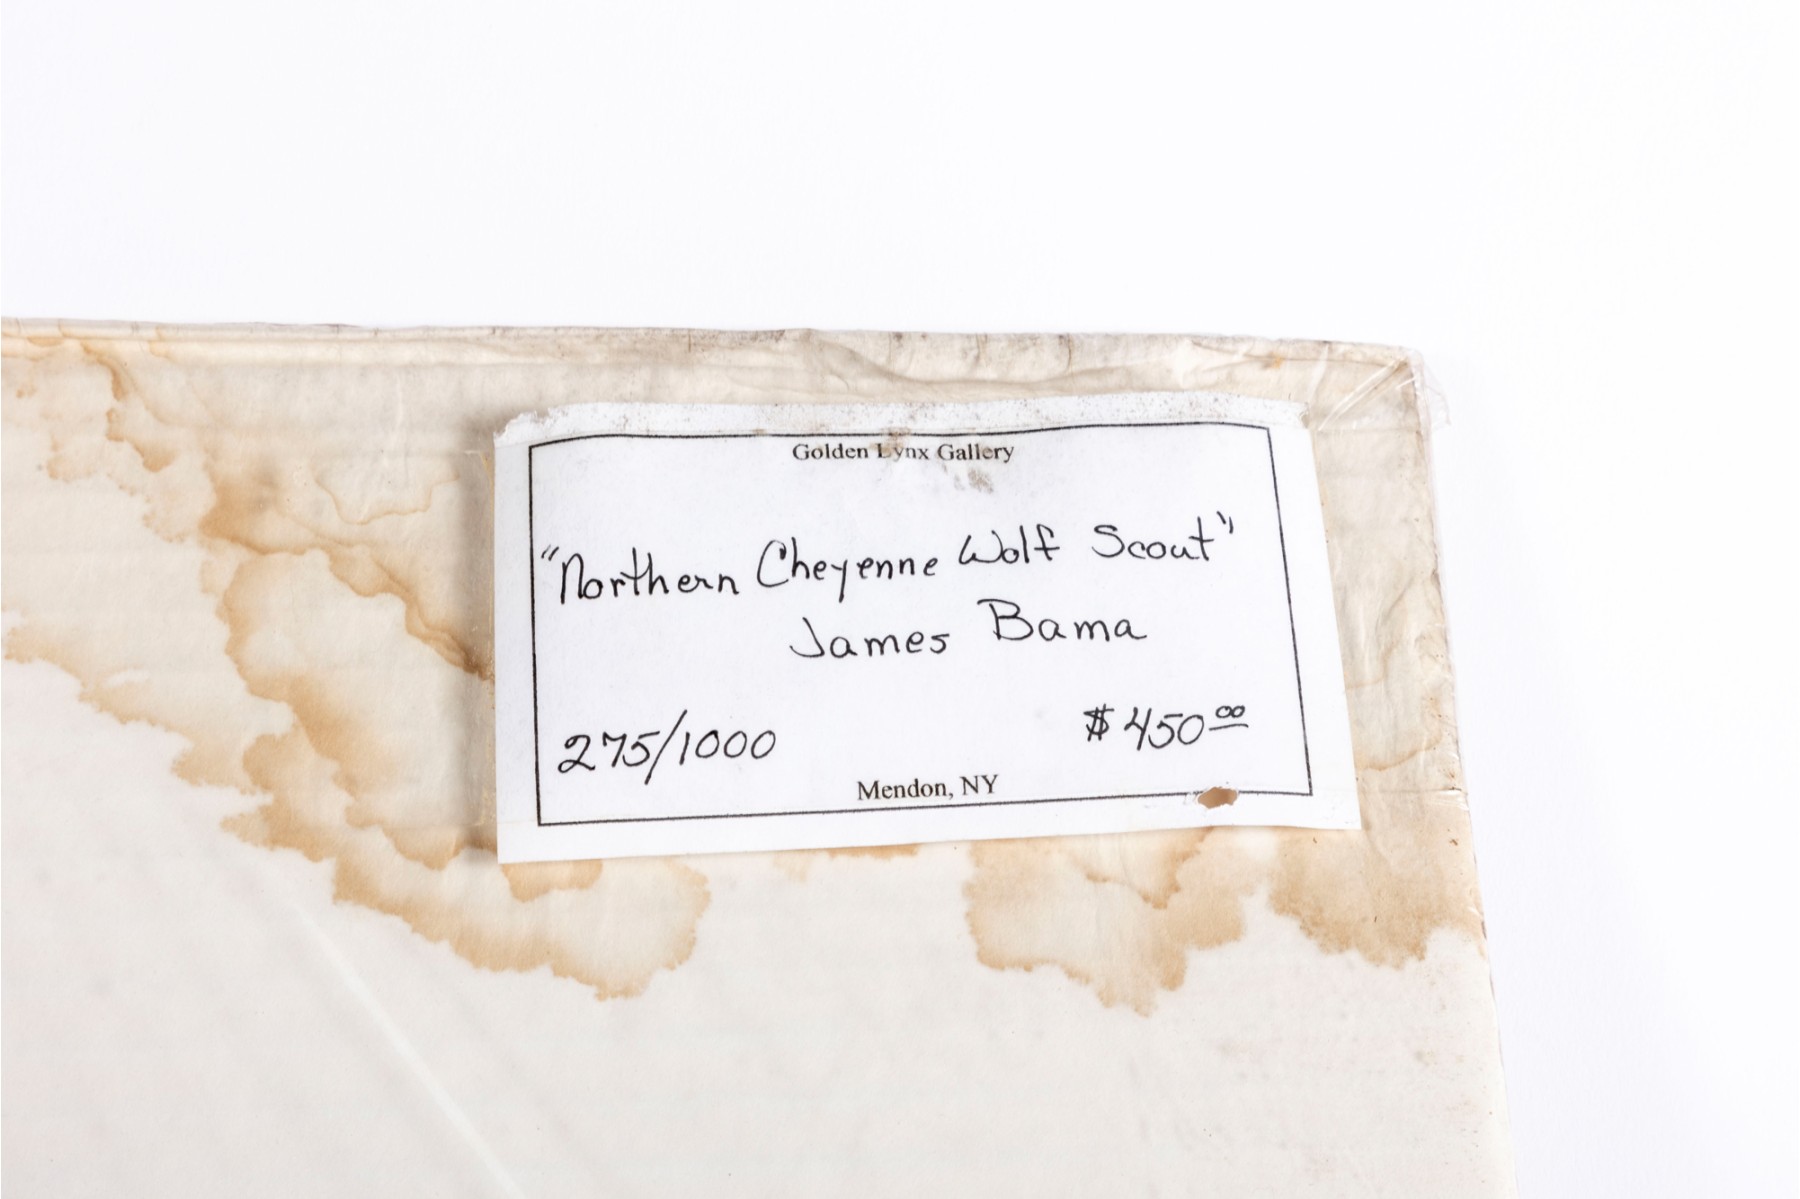 Golden Lynx Gallery
"Northern Cheyenne Wolf Scout"
James Bama
275/1000 $450.00
Mendon, NY